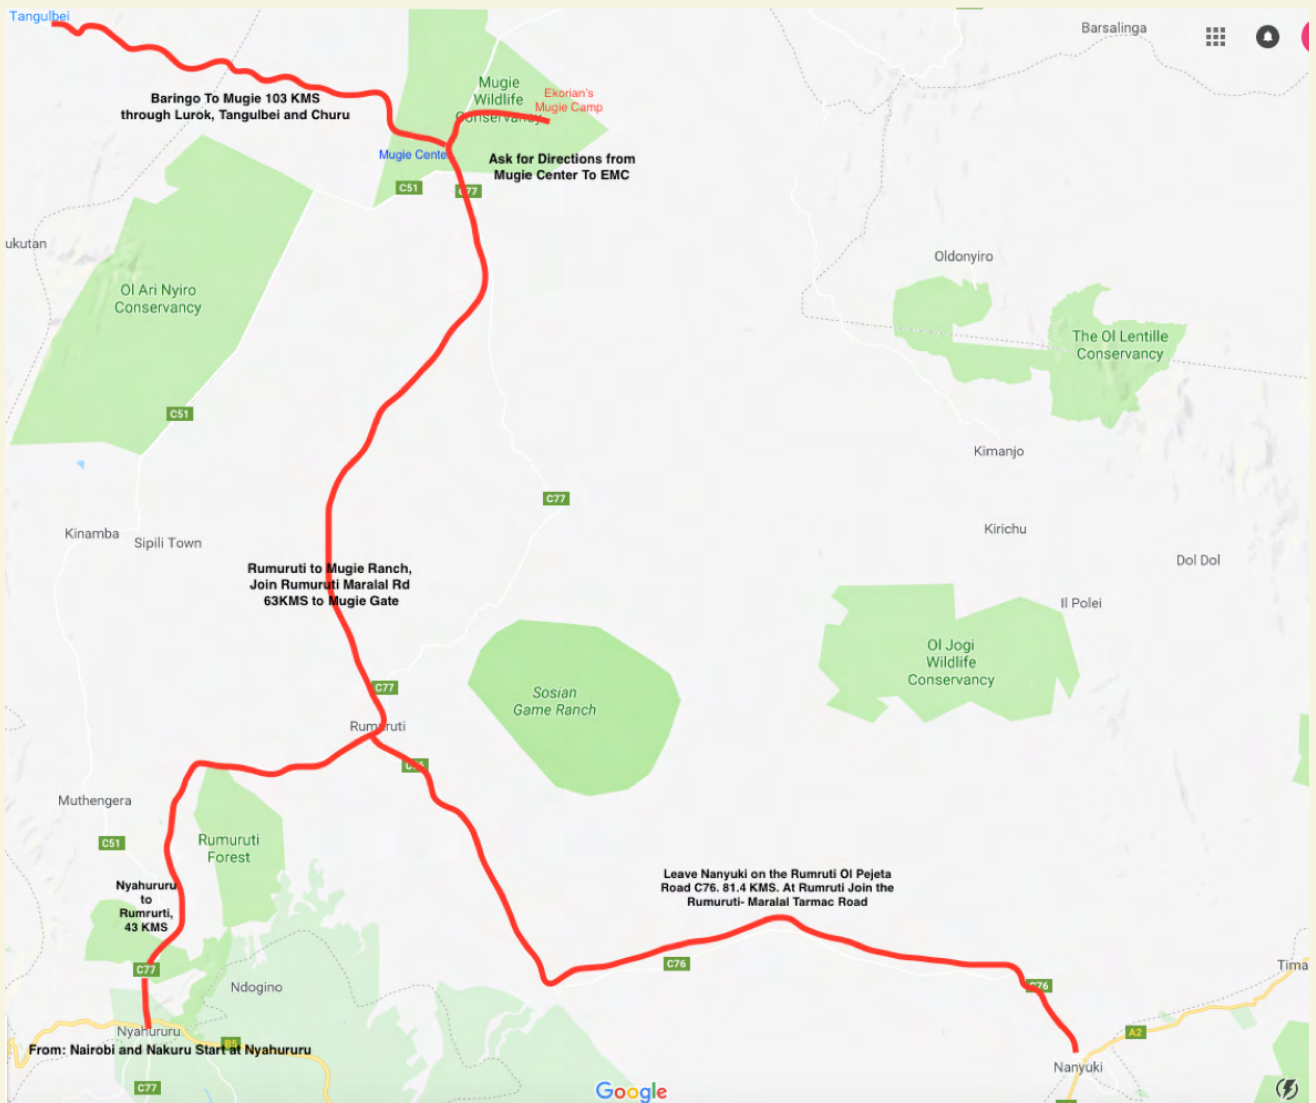 Tangulbei
Barsalinga
Baringo To Mugie 103 KMS
through Lurok, Tangulbei and Churu
Mugie
Wildlife
Conservancy
Ekorian's
Mugie Camp
Mugie Cente
Ask for Directions from
Mugie Center To EMC
C51
C77
ukutan
Oldonyiro
Ol Ari Nyiro
Conservancy
The Ol Lentille
Conservancy
C51
Kimanjo
C77
Kinamba
Sipili Town
Kirichu
Dol Dol
Rumuruti to Mugie Ranch,
Join Rumuruti Maralal Rd
63KMS to Mugie Gate
Il Polei
Ol Jogi
Wildlife
Conservancy
C77
Sosian
Game Ranch
Rumuruti
C76
Muthengera
C51
Rumuruti
Forest
Nyahururu
to
Rumruti,
43 KMS
Leave Nanyuki on the Rumruti Ol Pejeta
Road C76. 81.4 KMS. At Rumruti Join the
Rumuruti- Maralal Tarmac Road
C77
C76
C76
Tima
Ndogino
Nyahururu
B5
A2
From: Nairobi and Nakuru Start at Nyahururu
Nanyuki
C77
Google